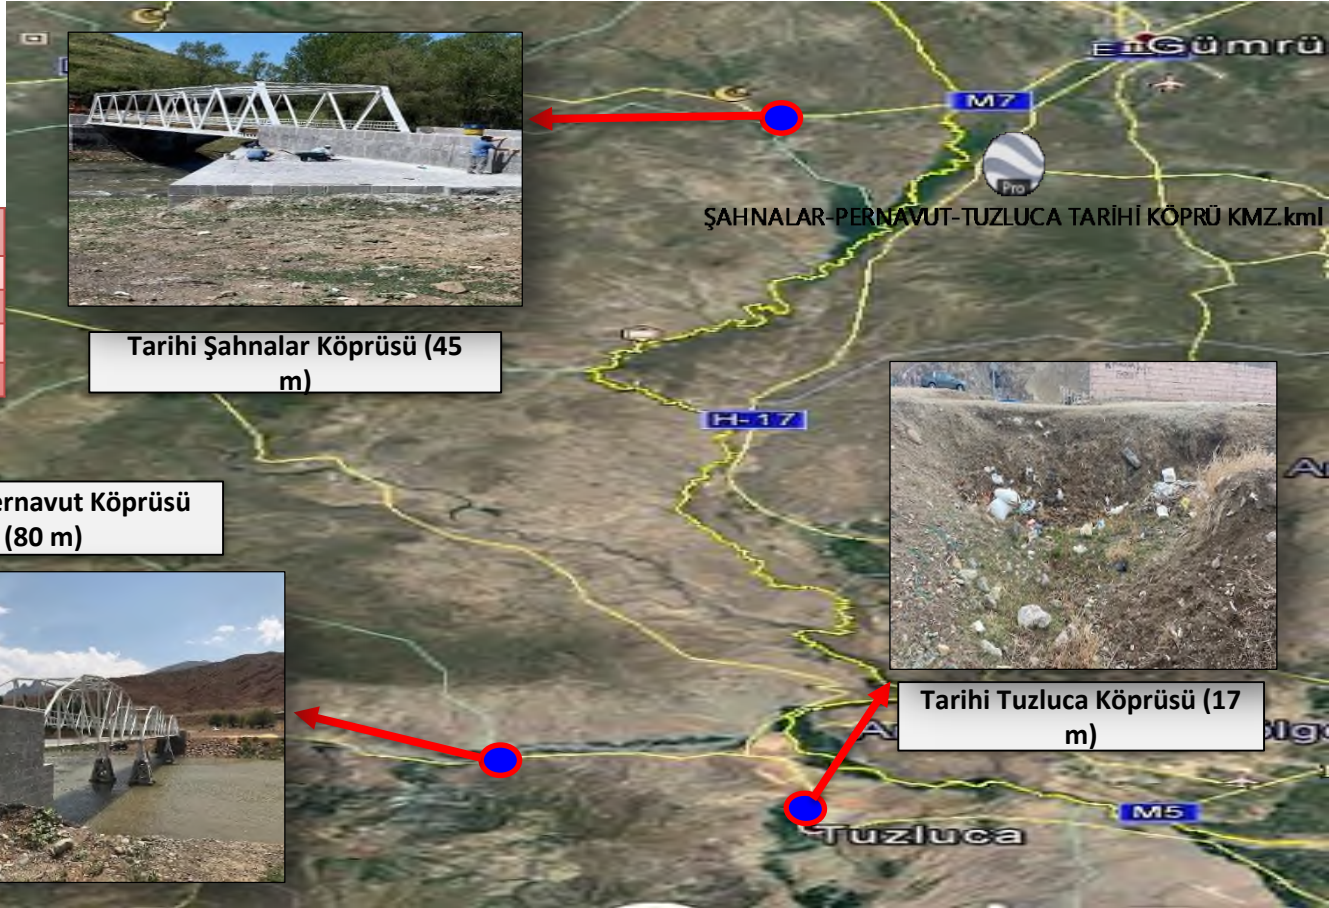 Gümrü
M7
Pro
ŞAHNALAR-PERNAVUT-TUZLUCA TARİHİ KÖPRÜ KMZ.kml
Tarihi Şahnalar Köprüsü (45
m)
H-17
ernavut Köprüsü
(80 m)
Tarihi Tuzluca Köprüsü (17
m)
M5
Tuzluca